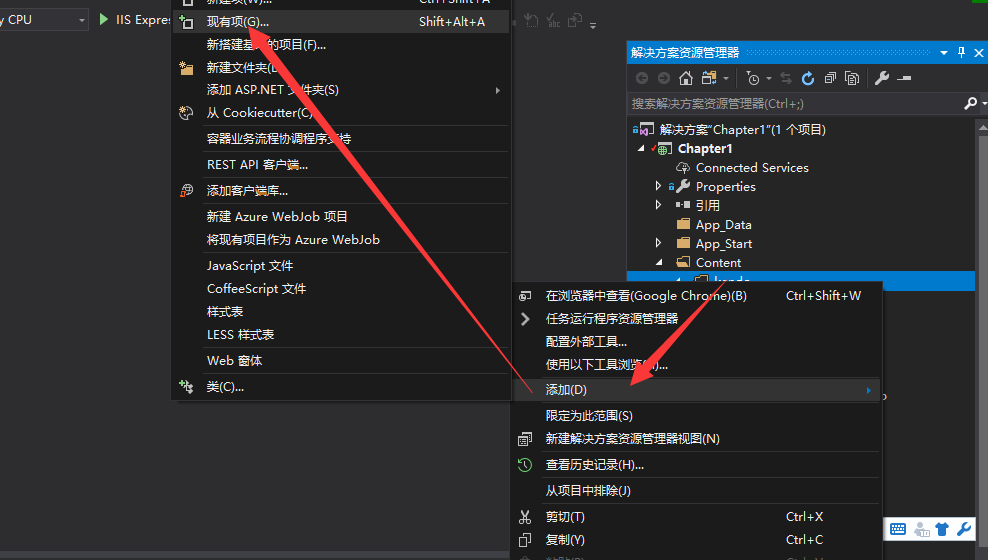 新建项(W)... Ctrl+Shift+A
y CPU
IIS Expre
现有项(G)... Shift+Alt+A
新搭建基架的项目(F)...
新建文件夹(D)
添加 ASP.NET 文件夹(S)
从 Cookiecutter(C)
容器业务流程协调程序支持
REST API 客户端...
添加客户端库...
新建 Azure WebJob 项目
将现有项目作为 Azure WebJob
JavaScript 文件
CoffeeScript 文件
样式表
LESS 样式表
Web 窗体
类(C)...
解决方案资源管理器
搜索解决方案资源管理器(Ctrl+;)
解决方案"Chapter1"(1 个项目)
Chapter1
Connected Services
Properties
引用
App_Data
App_Start
Content
在浏览器中查看(Google Chrome)(B) Ctrl+Shift+W
任务运行程序资源管理器
配置外部工具...
使用以下工具浏览(H)...
添加(D)
限定为此范围(S)
新建解决方案资源管理器视图(N)
查看历史记录(H)...
从项目中排除(J)
剪切(T) Ctrl+X
复制(Y) Ctrl+C